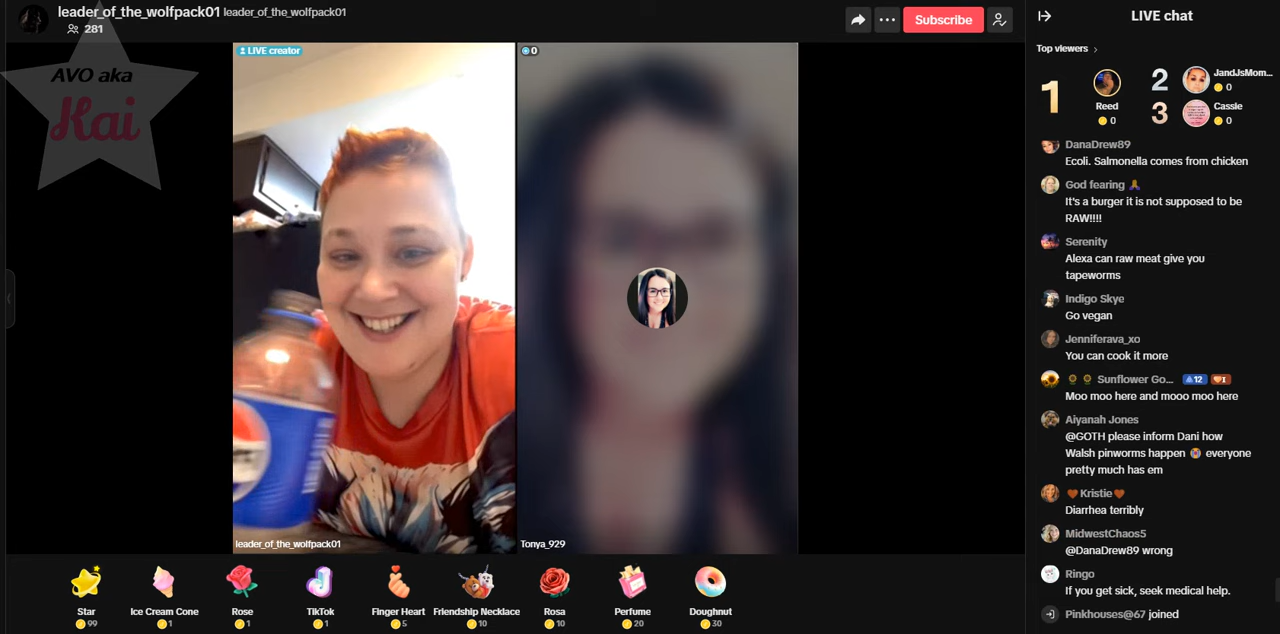 leader_of_the_wolfpack01 leader_of_the_wolfpack01
281
Subscribe
AVO aka
Kai
LIVE creator
0
leader_of_the_wolfpack01
Tonya_929
Star
99
Ice Cream Cone
1
Rose
1
TikTok
1
Finger Heart
5
Friendship Necklace
10
Rosa
10
Perfume
20
Doughnut
30
LIVE chat
Top viewers
1
Reed
0
2
JandJsMom...
0
3
Cassie
0
DanaDrew89
Ecoli. Salmonella comes from chicken
God fearing
It's a burger it is not supposed to be
RAW!!!!
Serenity
Alexa can raw meat give you
tapeworms
Indigo Skye
Go vegan
Jenniferava_xo
You can cook it more
Sunflower Go... 12 I
Moo moo here and mooo moo here
Aiyanah Jones
@GOTH please inform Dani how
Walsh pinworms happen 😭 everyone
pretty much has em
🤎Kristie🤎
Diarrhea terribly
MidwestChaos5
@DanaDrew89 wrong
Ringo
If you get sick, seek medical help.
Pinkhouses@67 joined